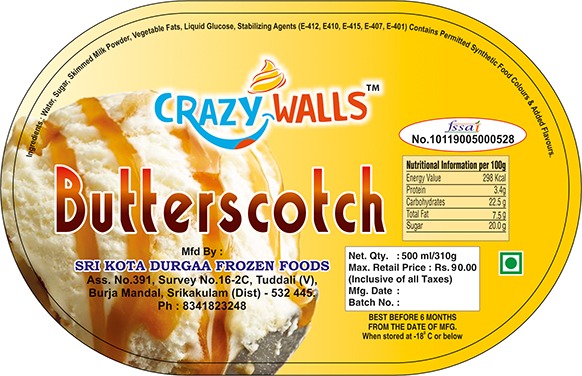 Ingredients : Water, Sugar, Skimmed Milk Powder, Vegetable Fats, Liquid Glucose, Stabilizing Agents (E-412, E410, E-415, E-407, E-401) Contains Permitted Synthetic Food Colours & Added Flavours.
CRAZY WALLS™
fssai
No.10119005000528
Butterscotch
Nutritional Information per 100g
Energy Value 298 Kcal
Protein 3.4g
Carbohydrates 22.5 g
Total Fat 7.5 g
Sugar 20.0 g
Mfd By :
SRI KOTA DURGAA FROZEN FOODS
Ass. No.391, Survey No.16-2C, Tuddali (V),
Burja Mandal, Srikakulam (Dist) - 532 445.
Ph : 8341823248
Net. Qty. : 500 ml/310g
Max. Retail Price : Rs. 90.00
(Inclusive of all Taxes)
Mfg. Date :
Batch No. :
BEST BEFORE 6 MONTHS
FROM THE DATE OF MFG.
When stored at -18° C or below